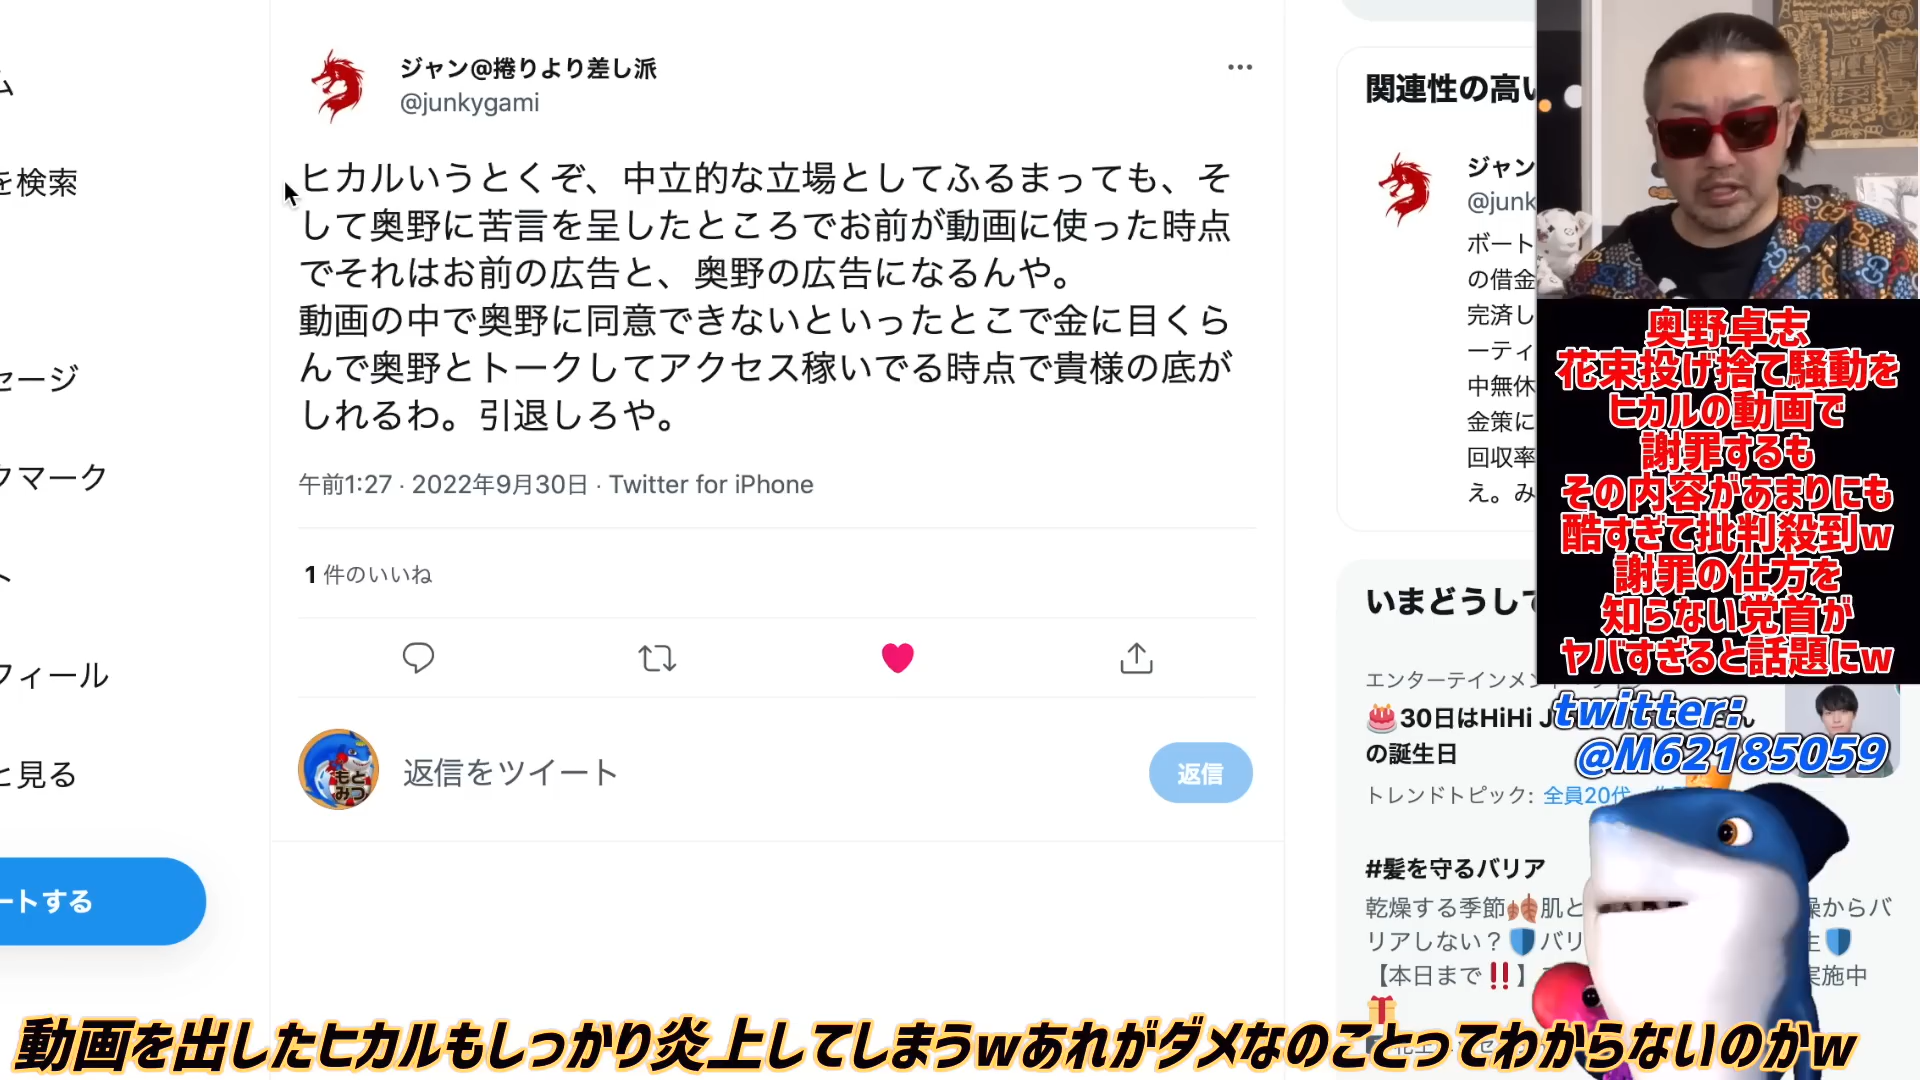 ム
を検索
セージ
クマーク
ト
フィール
と見る
ートする
ジャン@捲りより差し派
@junkygami
ヒカルいうとくぞ、中立的な立場としてふるまっても、そ
して奥野に苦言を呈したところでお前が動画に使った時点
でそれはお前の広告と、奥野の広告になるんや。
動画の中で奥野に同意できないといったとこで金に目くら
んで奥野とトークしてアクセス稼いでる時点で貴様の底が
しれるわ。引退しろや。
午前1:27 · 2022年9月30日 · Twitter for iPhone
1 件のいいね
もと
みつ
返信をツイート
返信
関連性の高い
ジャン
@junk
ボート
の借金
完済し
ーティ
中無休
金策に
回収率
え。み
いまどうして
エンターテインメン
30日はHiHi J
の誕生日
トレンドトピック: 全員20代
#髪を守るバリア
乾燥する季節 肌と 燥からバ
リアしない？ バリ
【本日まで‼】 実施中
奥野卓志
花束投げ捨て騒動を
ヒカルの動画で
謝罪するも
その内容があまりにも
酷すぎて批判殺到w
謝罪の仕方を
知らない党首が
ヤバすぎると話題にw
twitter:
@M62185059
動画を出したヒカルもしっかり炎上してしまうwあれがダメなのことってわからないのかw